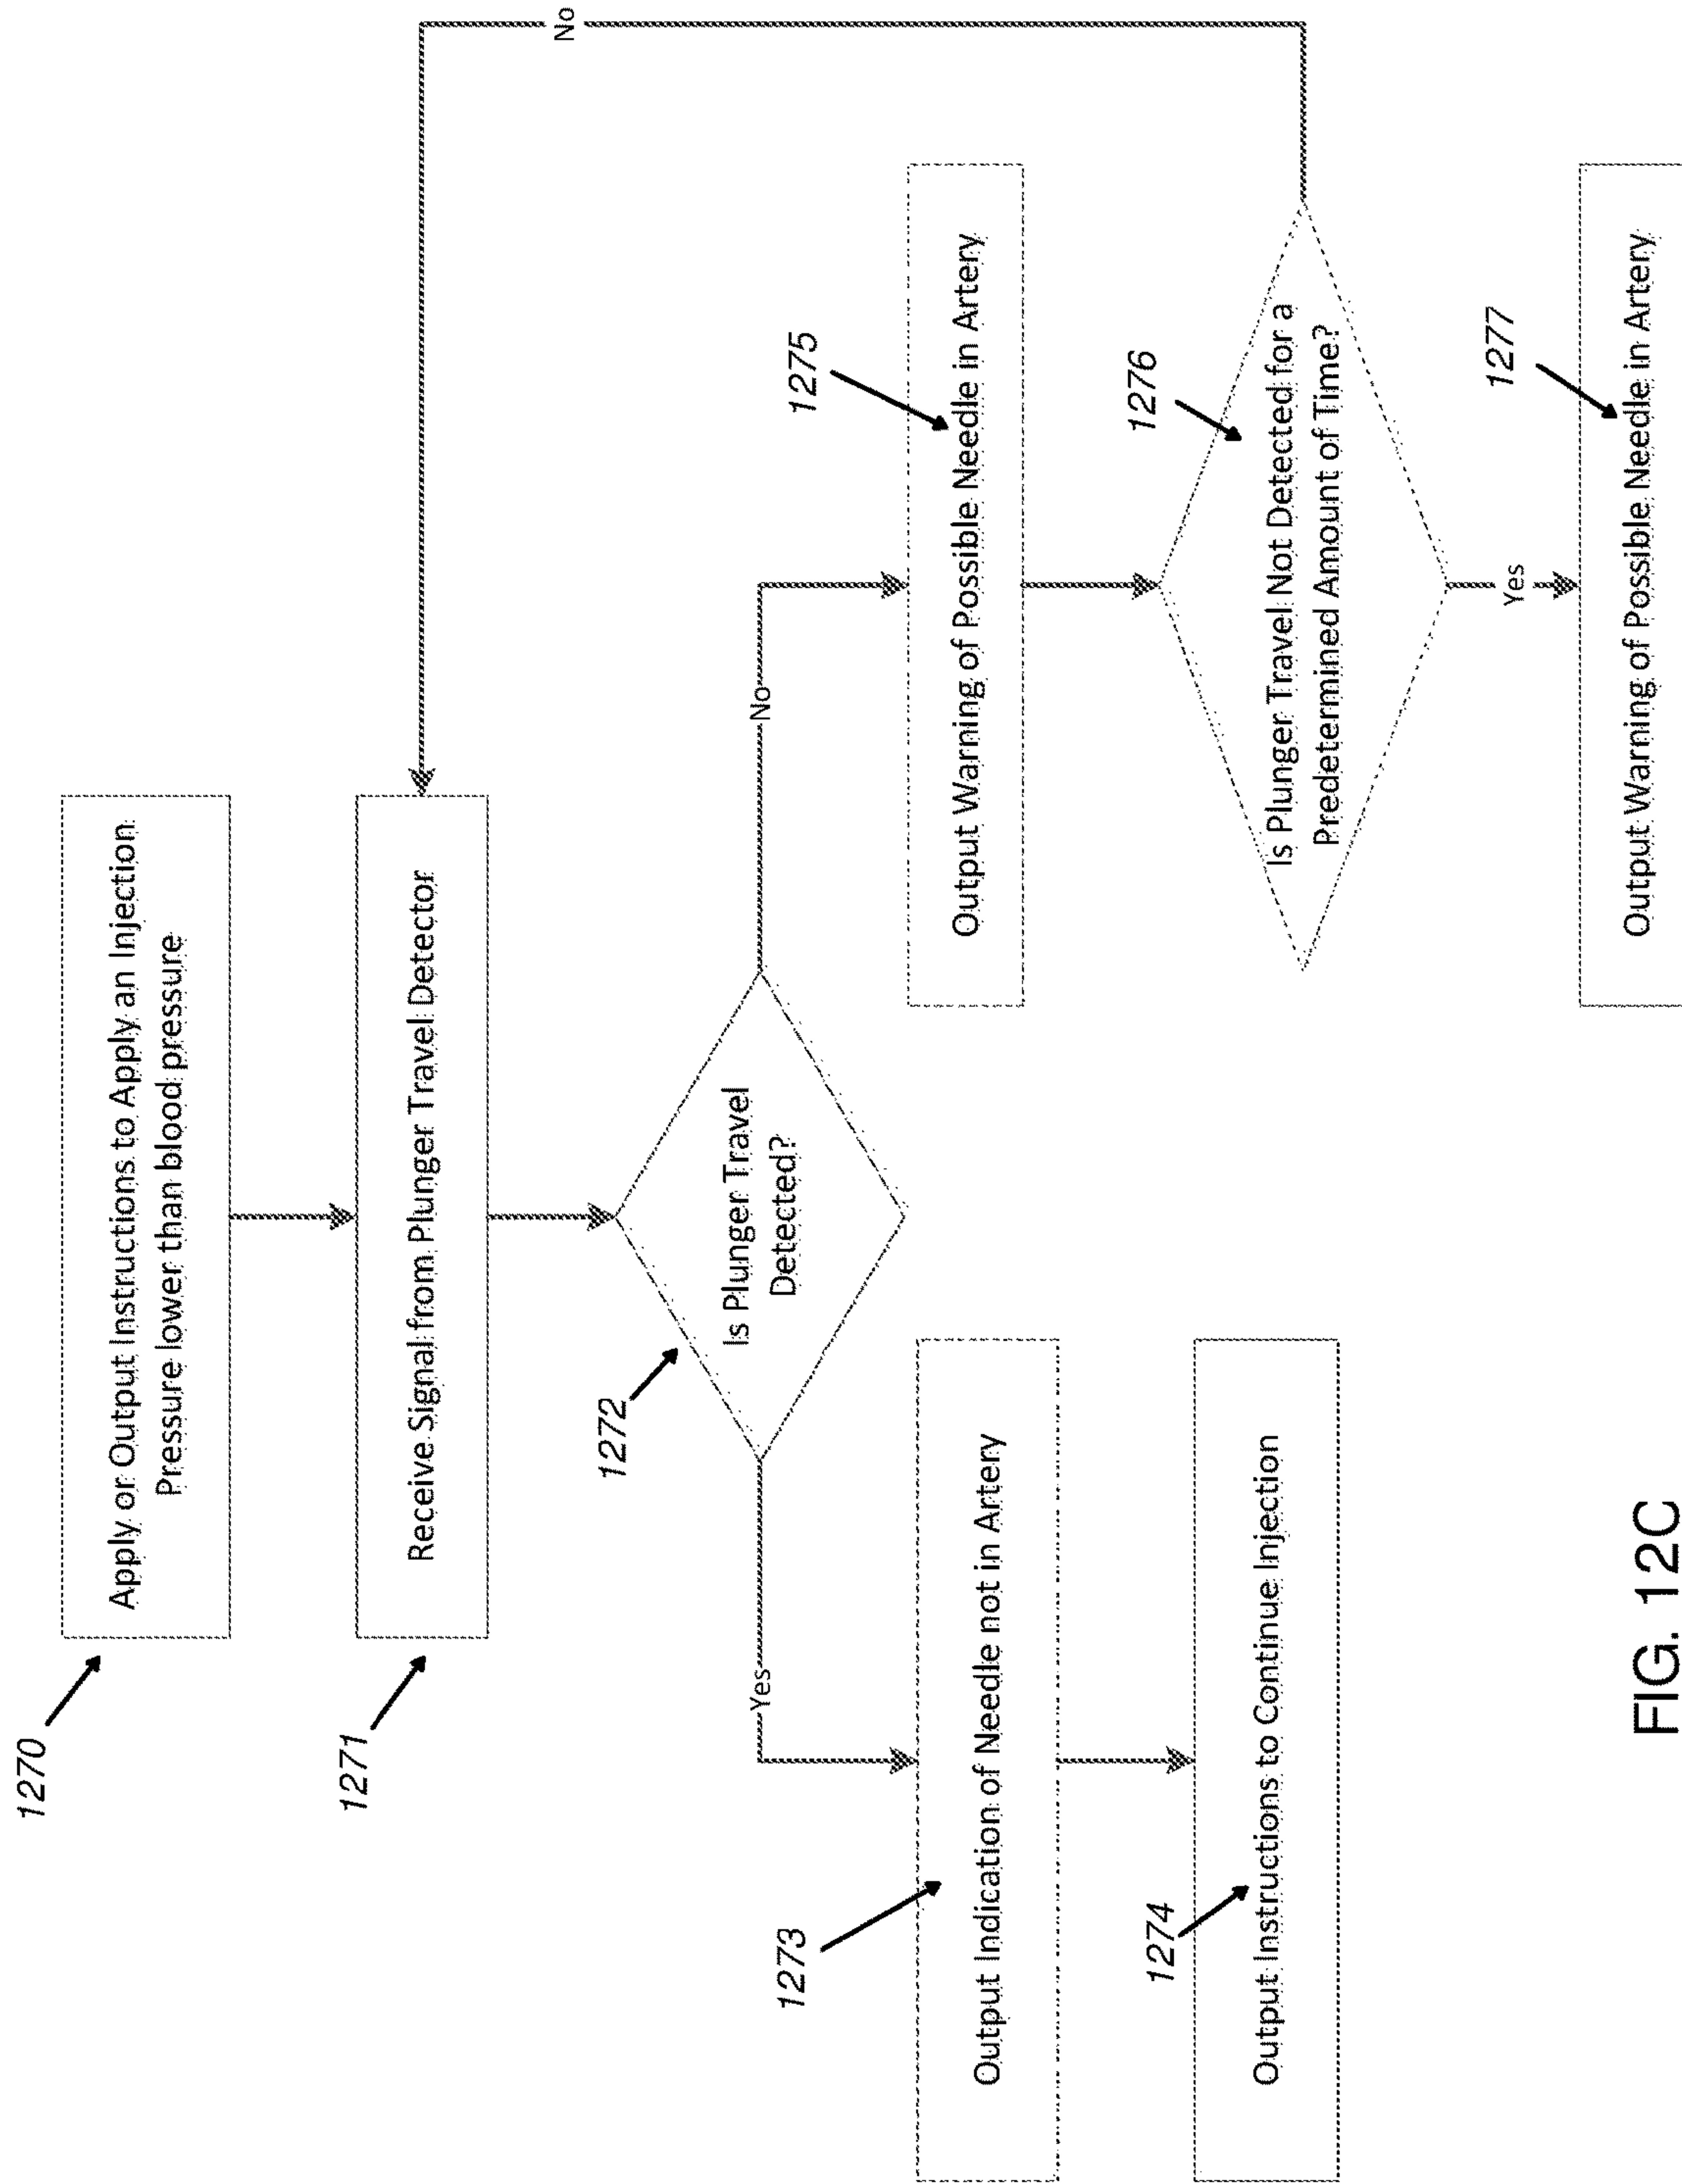 1270
Apply or Output Instructions to Apply an Injection
Pressure lower than blood pressure
1271
Receive Signal from Plunger Travel Detector
1272
Is Plunger Travel
Detected?
Yes
No
1273
Output Indication of Needle not in Artery
1274
Output Instructions to Continue Injection
1275
Output Warning of Possible Needle in Artery
1276
Is Plunger Travel Not Detected for a
Predetermined Amount of Time?
No
Yes
1277
Output Warning of Possible Needle in Artery
FIG. 12C